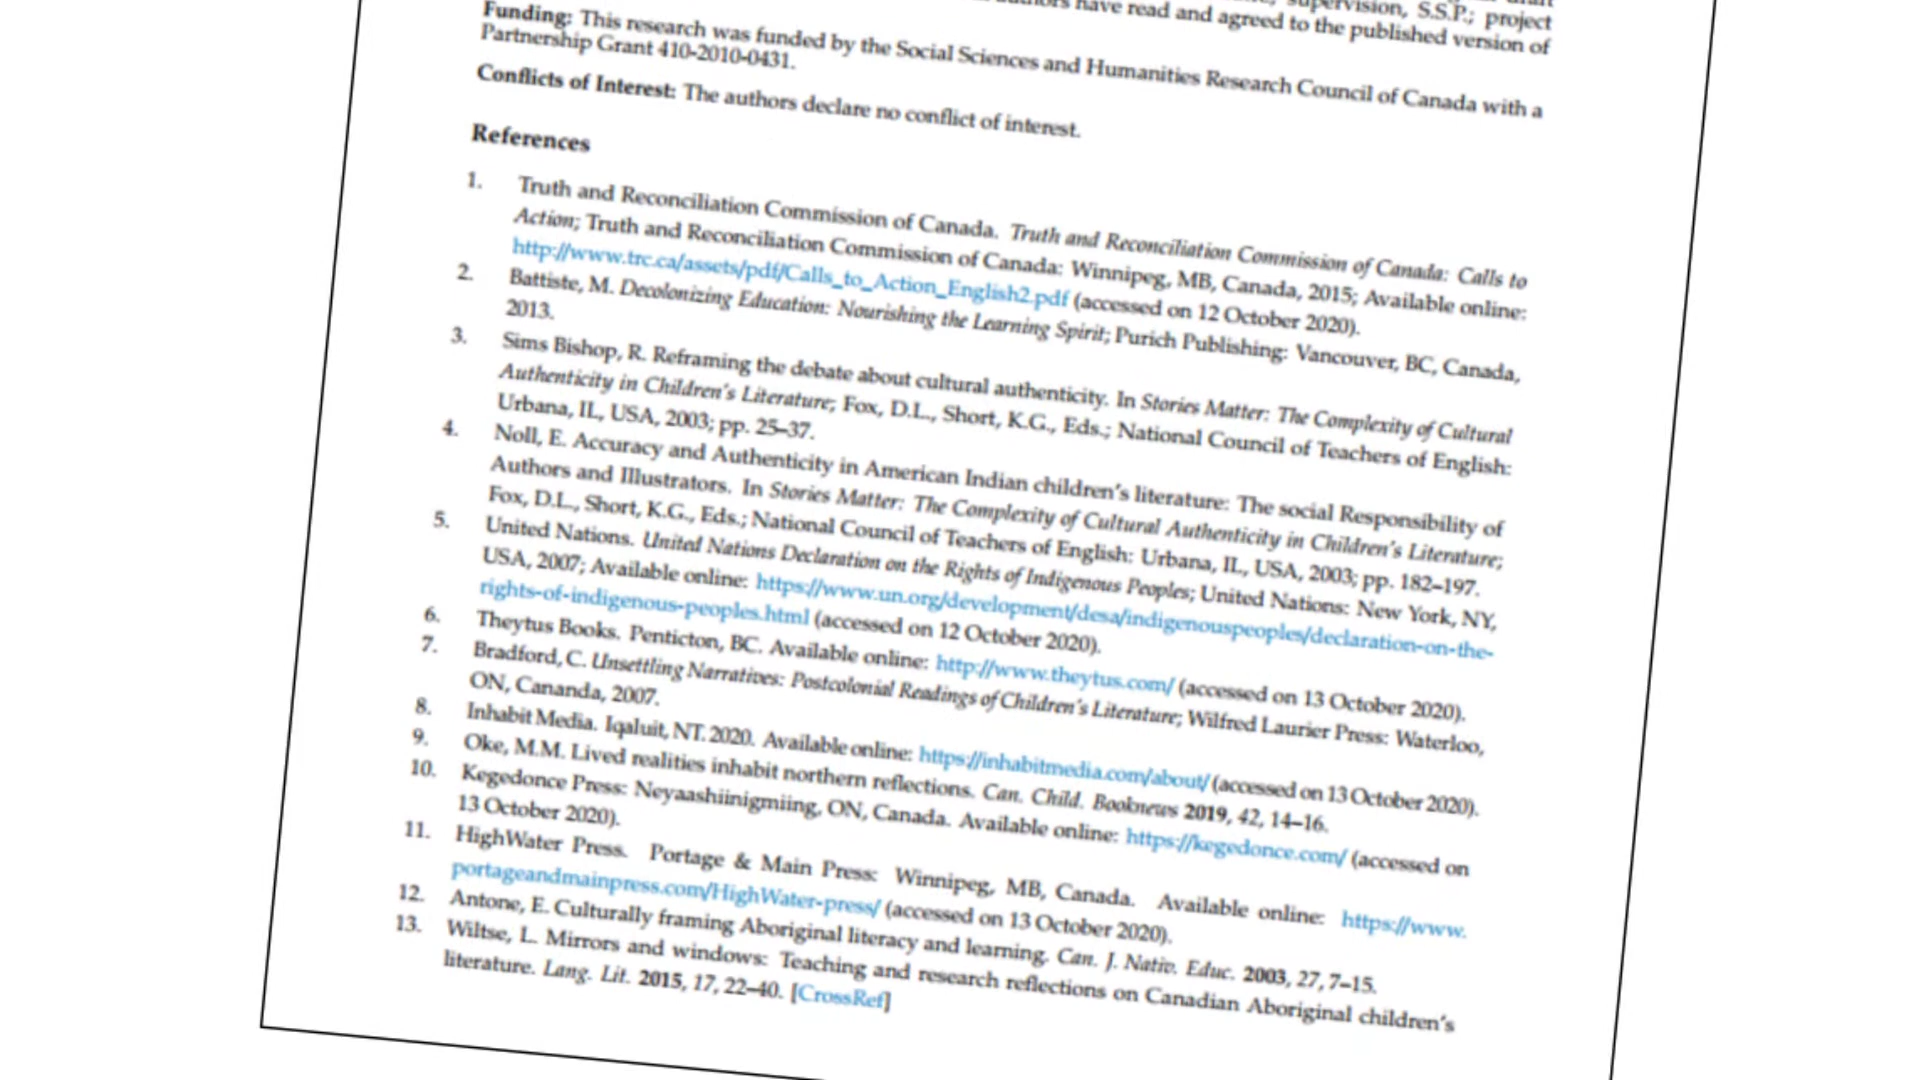 draft
supervision, S.S.P.; project
have read and agreed to the published version of
Funding: This research was funded by the Social Sciences and Humanities Research Council of Canada with a
Partnership Grant 410-2010-0431.
Conflicts of Interest: The authors declare no conflict of interest.
References
1. Truth and Reconciliation Commission of Canada. Truth and Reconciliation Commission of Canada: Calls to
Action; Truth and Reconciliation Commission of Canada: Winnipeg, MB, Canada, 2015; Available online:
http://www.trc.ca/assets/pdf/Calls_to_Action_English2.pdf (accessed on 12 October 2020).
2. Battiste, M. Decolonizing Education: Nourishing the Learning Spirit; Purich Publishing: Vancouver, BC, Canada,
2013.
3. Sims Bishop, R. Reframing the debate about cultural authenticity. In Stories Matter: The Complexity of Cultural
Authenticity in Children's Literature; Fox, D.L., Short, K.G., Eds.; National Council of Teachers of English:
Urbana, IL, USA, 2003; pp. 25–37.
4. Noll, E. Accuracy and Authenticity in American Indian children's literature: The social Responsibility of
Authors and Illustrators. In Stories Matter: The Complexity of Cultural Authenticity in Children's Literature;
Fox, D.L., Short, K.G., Eds.; National Council of Teachers of English: Urbana, IL, USA, 2003; pp. 182–197.
5. United Nations. United Nations Declaration on the Rights of Indigenous Peoples; United Nations: New York, NY,
USA, 2007; Available online: https://www.un.org/development/desa/indigenouspeoples/declaration-on-the-
rights-of-indigenous-peoples.html (accessed on 12 October 2020).
6. Theytus Books. Penticton, BC. Available online: http://www.theytus.com/ (accessed on 13 October 2020).
7. Bradford, C. Unsettling Narratives: Postcolonial Readings of Children's Literature; Wilfred Laurier Press: Waterloo,
ON, Cananda, 2007.
8. Inhabit Media. Iqaluit, NT. 2020. Available online: https://inhabitmedia.com/about/ (accessed on 13 October 2020).
9. Oke, M.M. Lived realities inhabit northern reflections. Can. Child. Booknews 2019, 42, 14–16.
10. Kegedonce Press: Neyaashiinigmiing, ON, Canada. Available online: https://kegedonce.com/ (accessed on
13 October 2020).
11. HighWater Press. Portage & Main Press: Winnipeg, MB, Canada. Available online: https://www.
portageandmainpress.com/HighWater-press/ (accessed on 13 October 2020).
12. Antone, E. Culturally framing Aboriginal literacy and learning. Can. J. Nativ. Educ. 2003, 27, 7–15.
13. Wiltse, L. Mirrors and windows: Teaching and research reflections on Canadian Aboriginal children's
literature. Lang. Lit. 2015, 17, 22–40. [CrossRef]